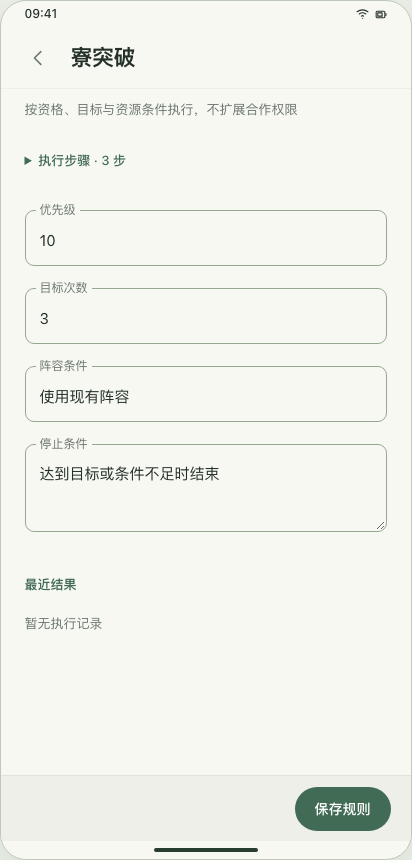 09:41
寮突破
按资格、目标与资源条件执行，不扩展合作权限
▶ 执行步骤 · 3 步
优先级
10
目标次数
3
阵容条件
使用现有阵容
停止条件
达到目标或条件不足时结束
最近结果
暂无执行记录
保存规则